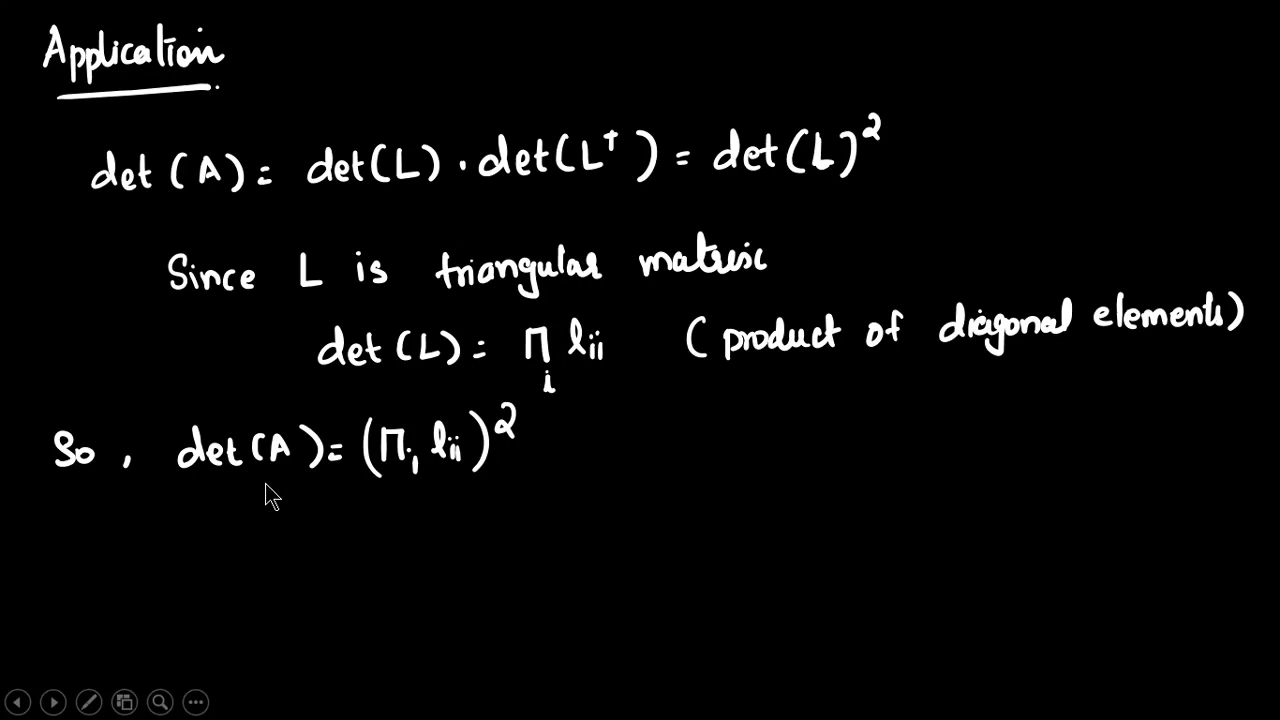 Application
det (A) = det(L) · det(Lᵀ) = det(L)²
Since L is triangular matrix
det (L) = Π lᵢᵢ (product of diagonal elements)
i
So, det(A) = (Πᵢ lᵢᵢ)²